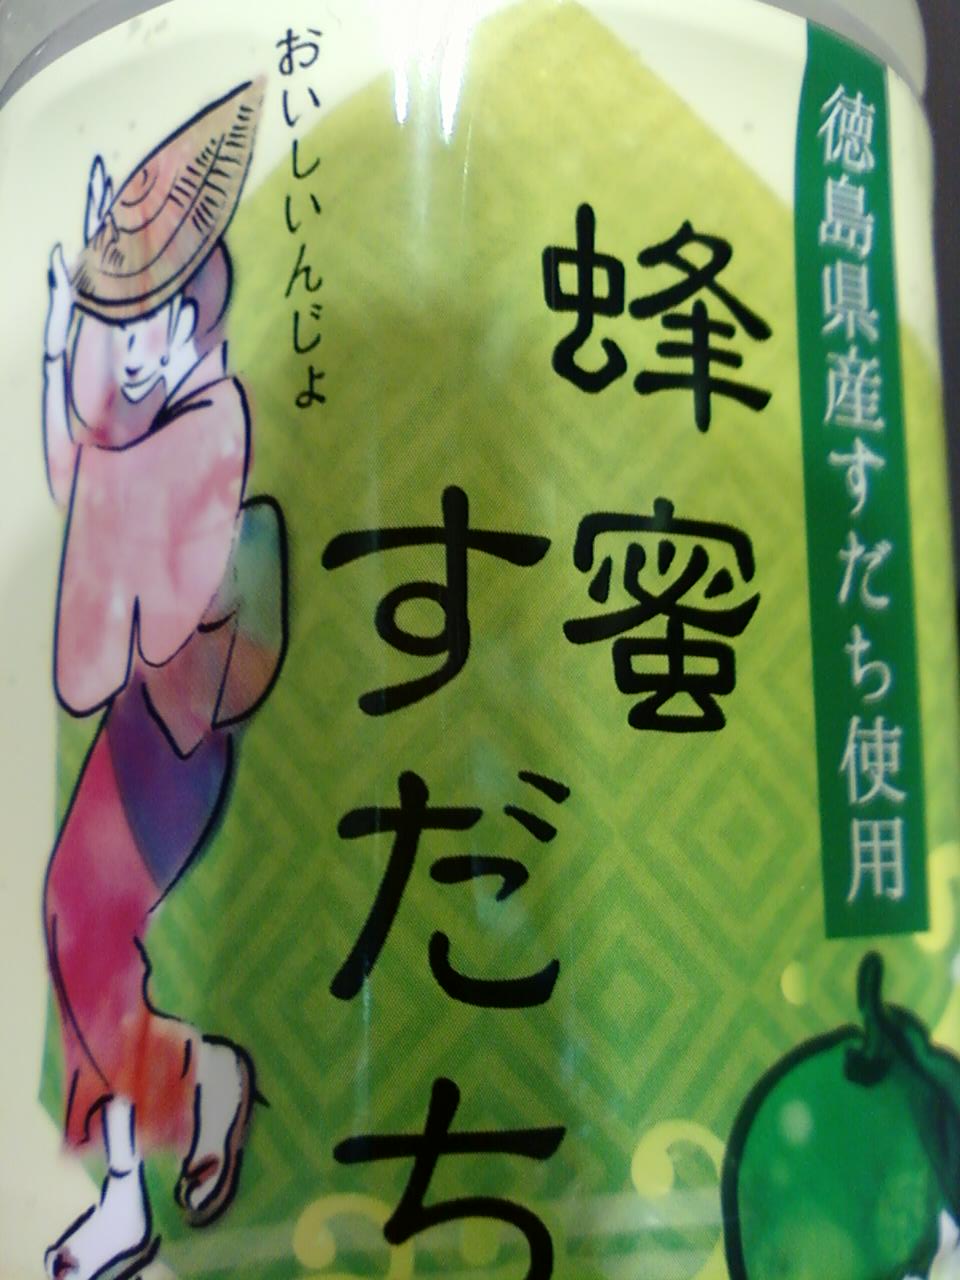 徳島県産すだち使用
蜂蜜
すだち
おいしいんじょ